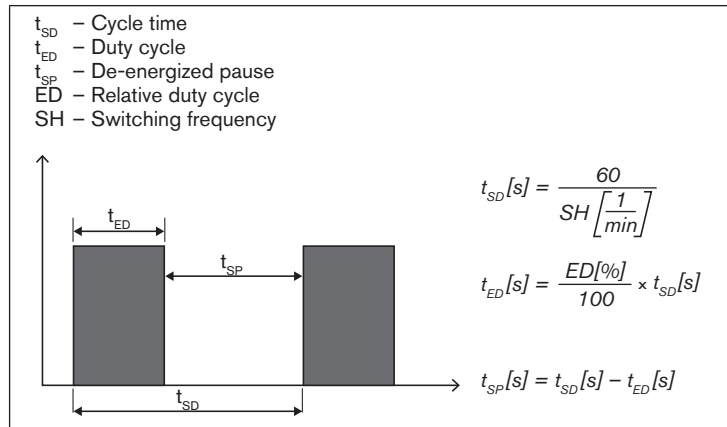 t_SD – Cycle time
t_ED – Duty cycle
t_SP – De-energized pause
ED – Relative duty cycle
SH – Switching frequency
t_SD[s] = 60 / SH [1/min]
t_ED
t_SP
t_ED[s] = ED[%] / 100 × t_SD[s]
t_SD
t_SP[s] = t_SD[s] – t_ED[s]